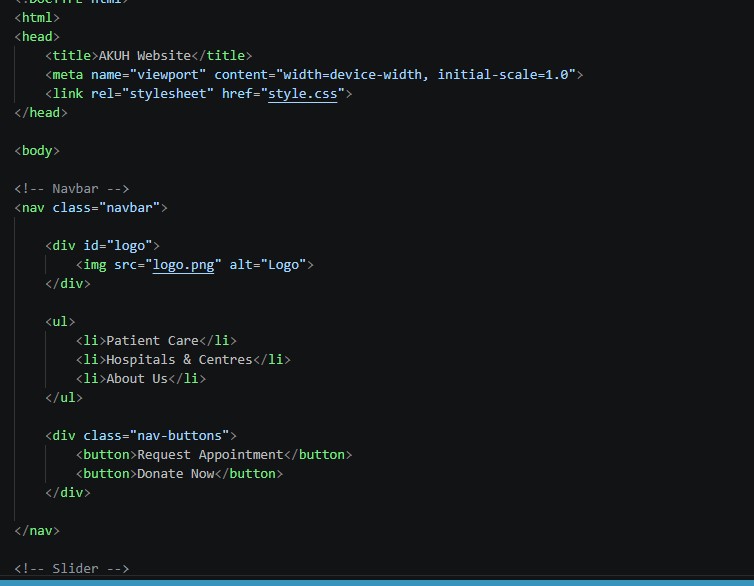 <!DOCTYPE html>
<html>
<head>
    <title>AKUH Website</title>
    <meta name="viewport" content="width=device-width, initial-scale=1.0">
    <link rel="stylesheet" href="style.css">
</head>
<body>
<!-- Navbar -->
<nav class="navbar">
    <div id="logo">
        <img src="logo.png" alt="Logo">
    </div>
    <ul>
        <li>Patient Care</li>
        <li>Hospitals & Centres</li>
        <li>About Us</li>
    </ul>
    <div class="nav-buttons">
        <button>Request Appointment</button>
        <button>Donate Now</button>
    </div>
</nav>
<!-- Slider -->